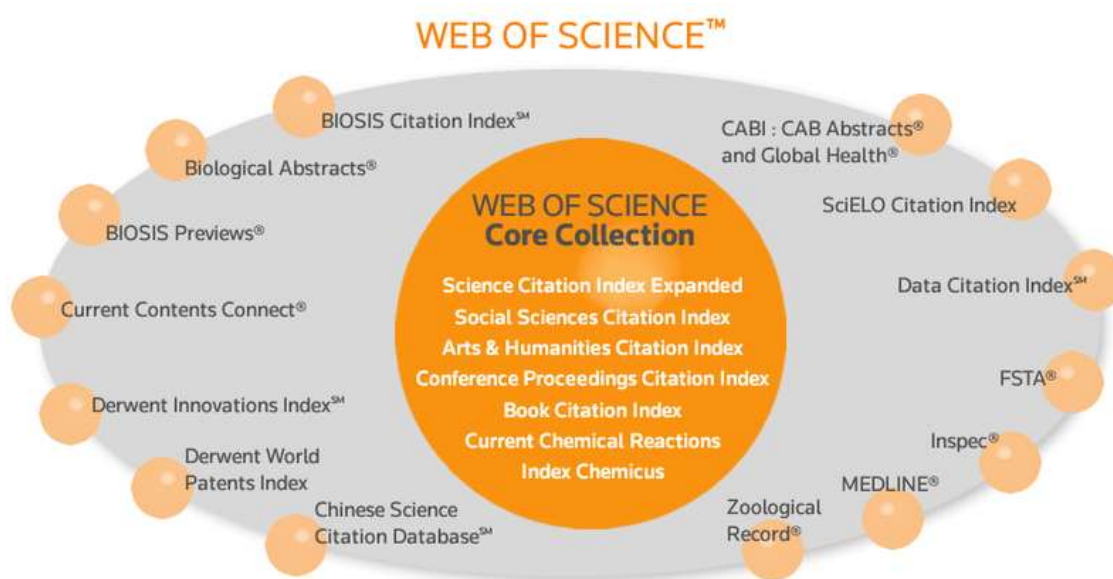 WEB OF SCIENCE™
BIOSIS Citation Index℠
Biological Abstracts®
BIOSIS Previews®
Current Contents Connect®
Derwent Innovations Index℠
Derwent World
Patents Index
Chinese Science
Citation Database℠
WEB OF SCIENCE
Core Collection
Science Citation Index Expanded
Social Sciences Citation Index
Arts & Humanities Citation Index
Conference Proceedings Citation Index
Book Citation Index
Current Chemical Reactions
Index Chemicus
CABI : CAB Abstracts®
and Global Health®
SciELO Citation Index
Data Citation Index℠
FSTA®
Inspec®
MEDLINE®
Zoological
Record®